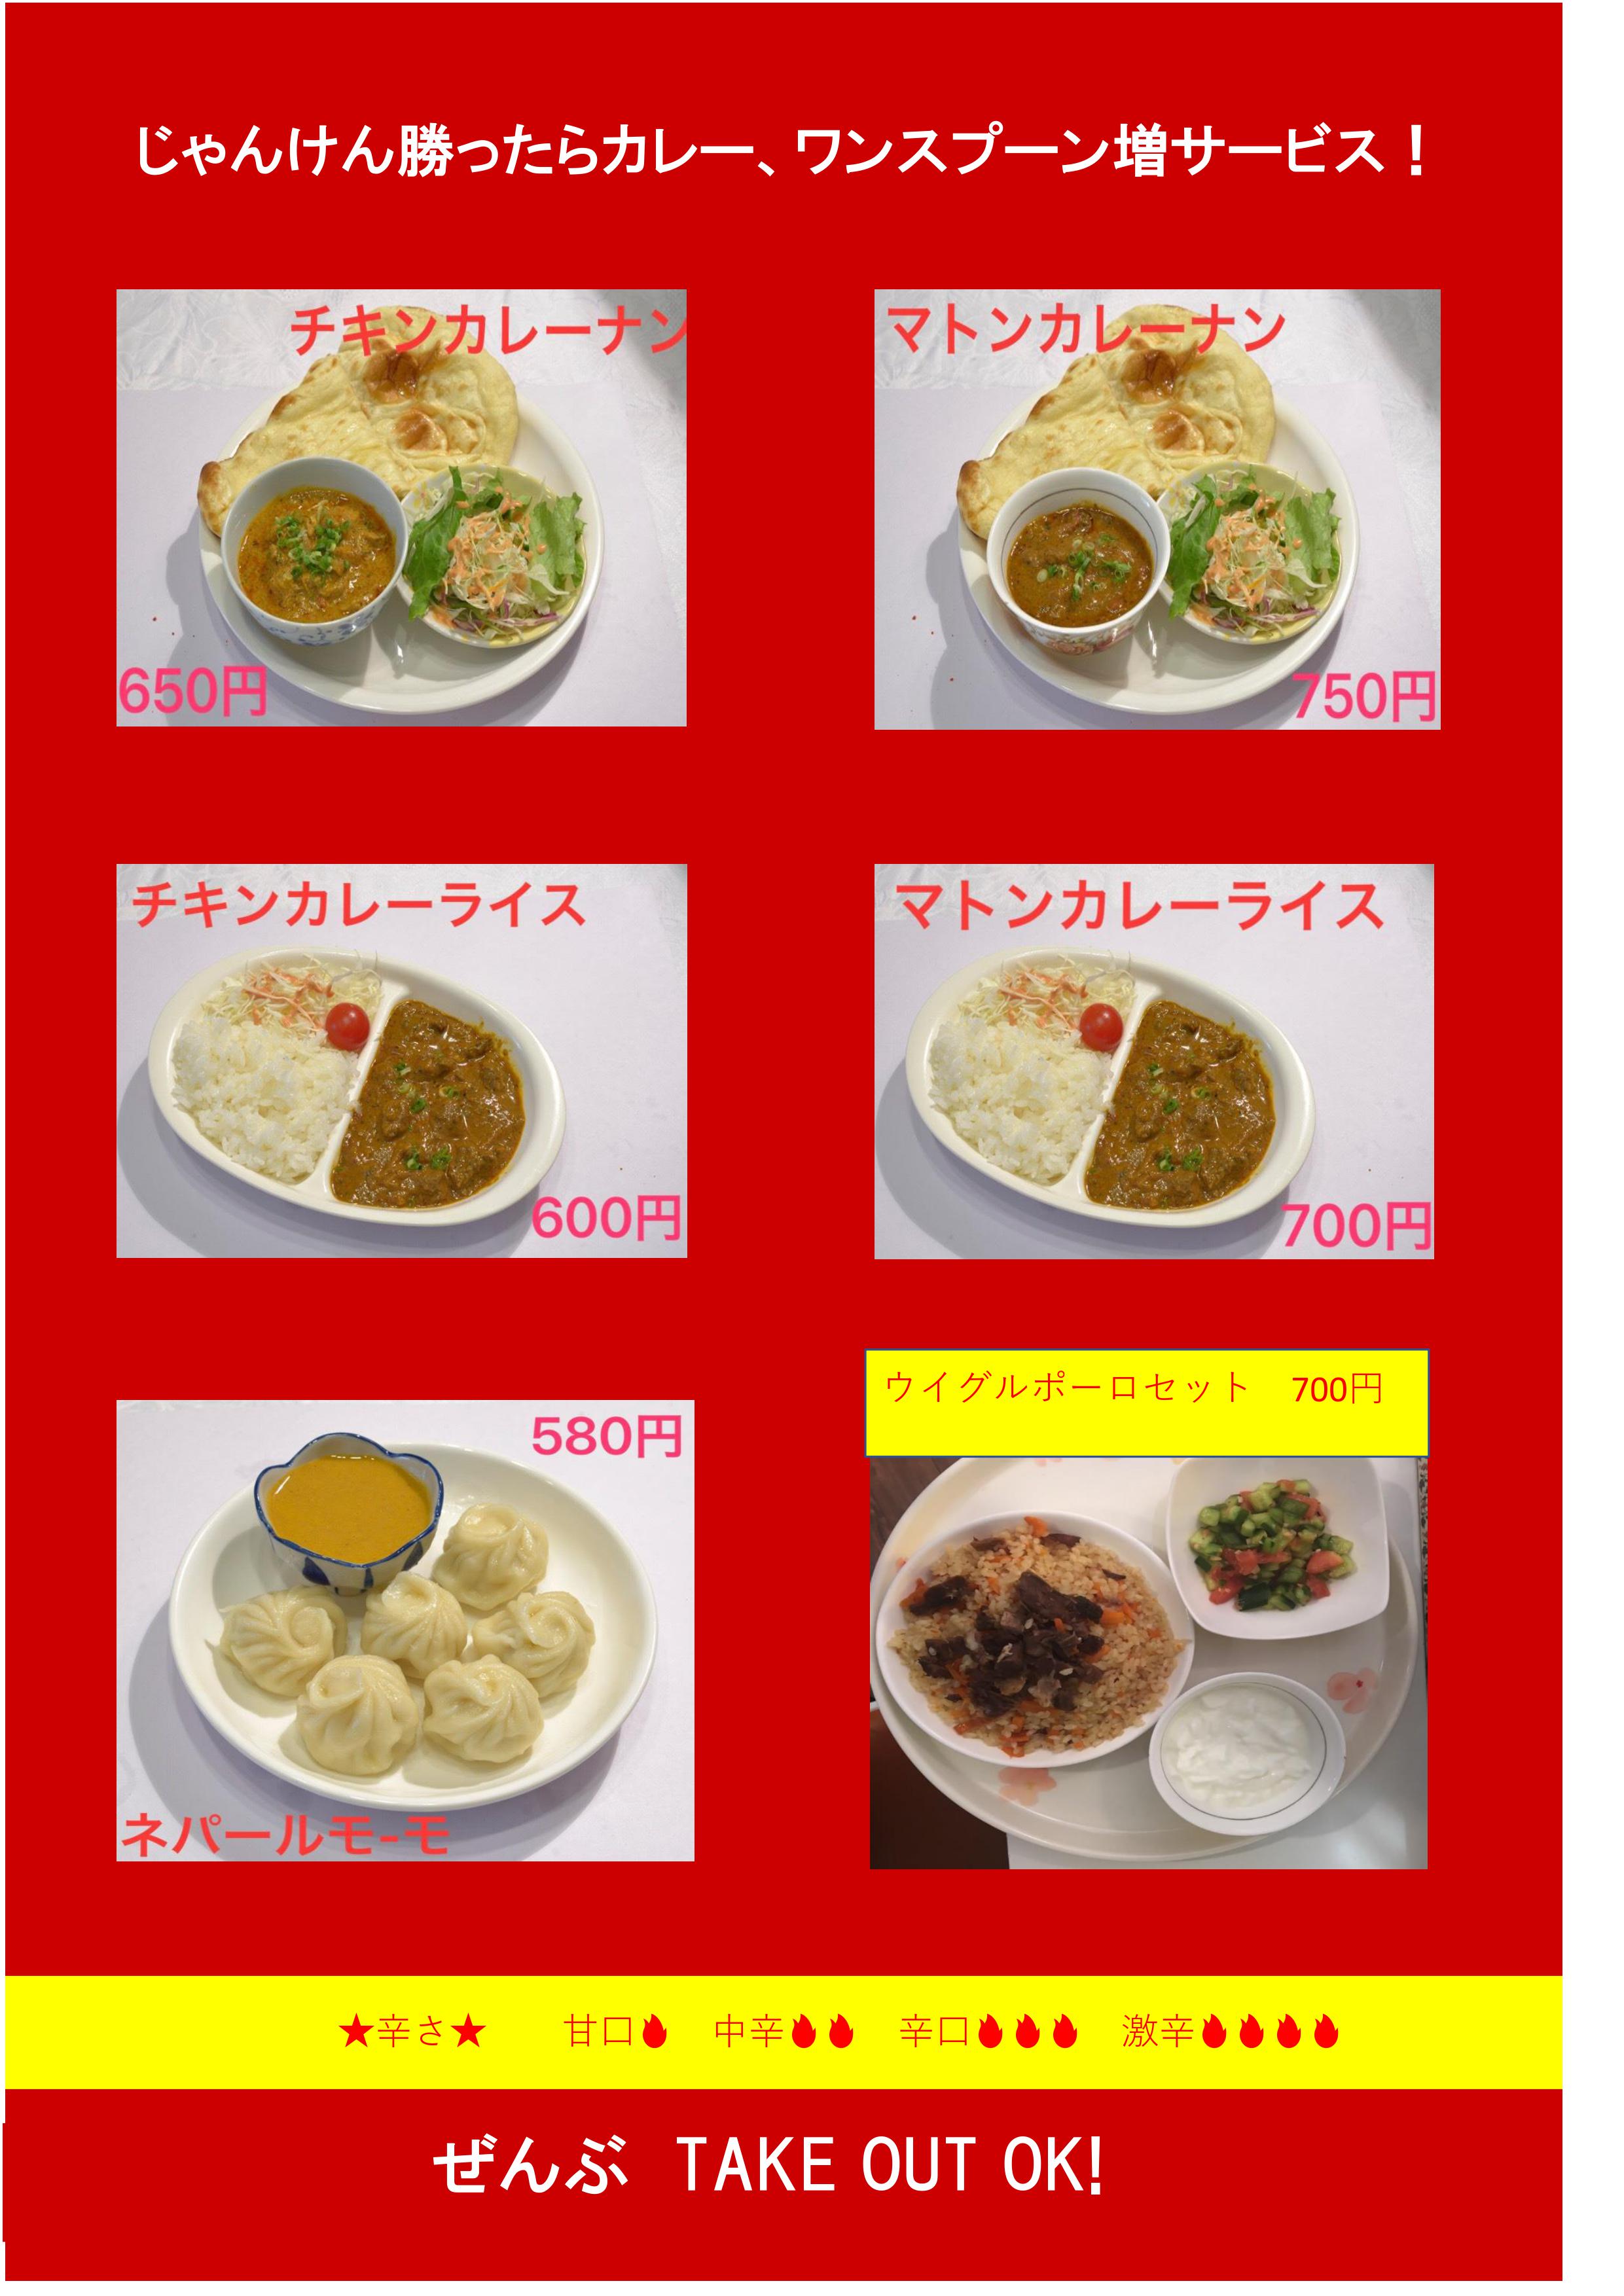 じゃんけん勝ったらカレー、ワンスプーン増サービス！
チキンカレーナン
650円
マトンカレーナン
750円
チキンカレーライス
600円
マトンカレーライス
700円
580円
ネパールモ-モ
ウイグルポーロセット 700円
★辛さ★ 甘口🔥 中辛🔥🔥 辛口🔥🔥🔥 激辛🔥🔥🔥🔥
ぜんぶ TAKE OUT OK!